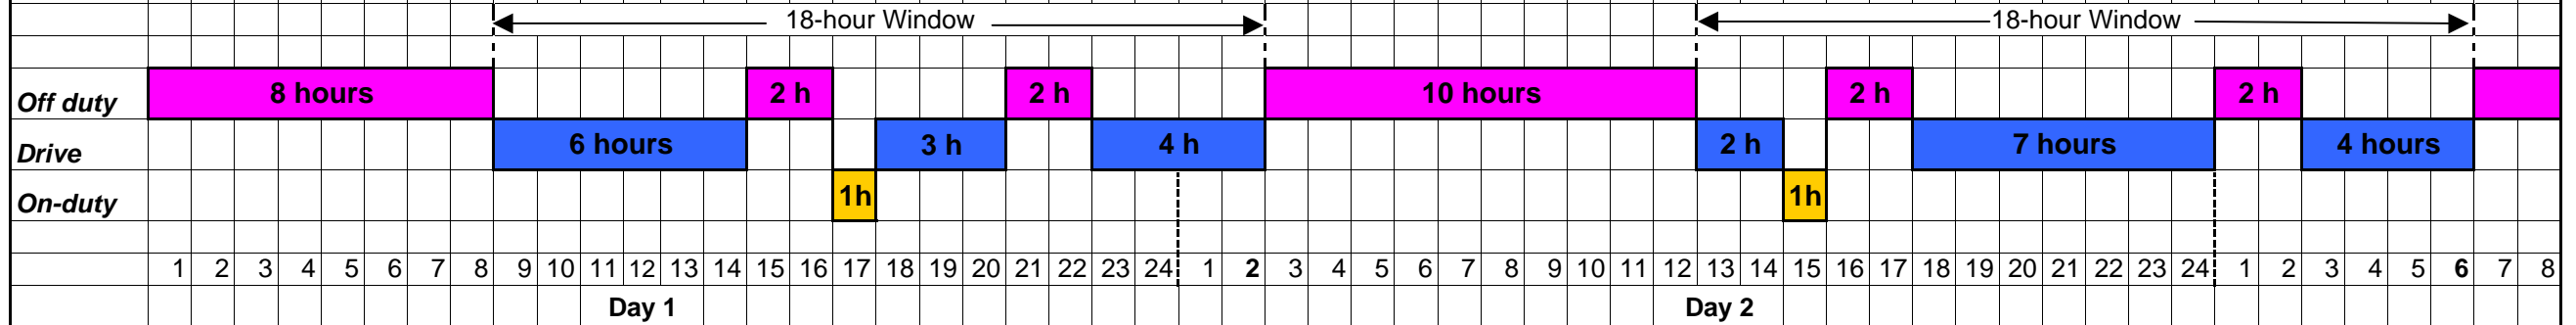 18-hour Window 18-hour Window
Off duty 8 hours 2 h 2 h 10 hours 2 h 2 h
Drive 6 hours 3 h 4 h 2 h 7 hours 4 hours
On-duty 1h 1h
1 2 3 4 5 6 7 8 9 10 11 12 13 14 15 16 17 18 19 20 21 22 23 24 1 2 3 4 5 6 7 8 9 10 11 12 13 14 15 16 17 18 19 20 21 22 23 24 1 2 3 4 5 6 7 8
Day 1 Day 2